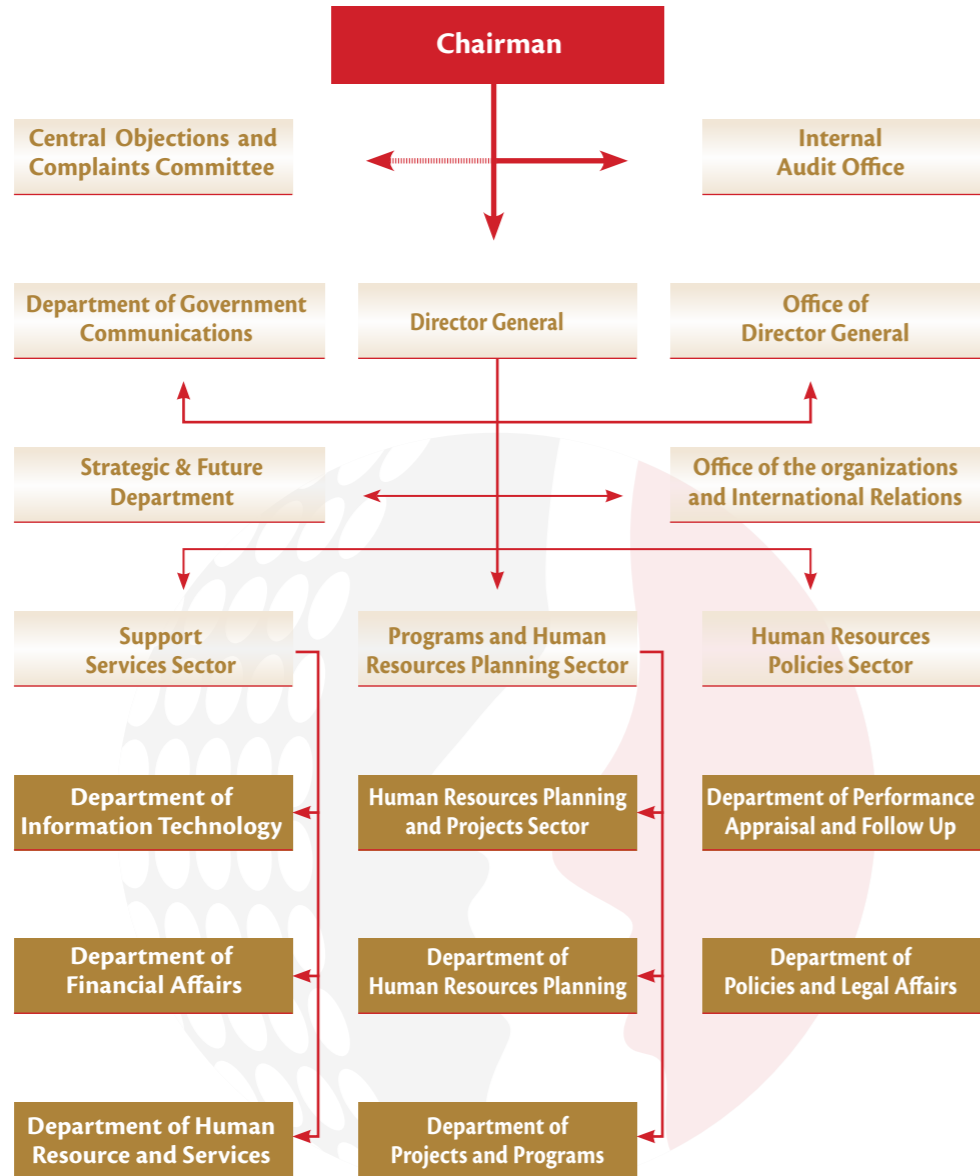 Chairman
Central Objections and
Complaints Committee
Internal
Audit Office
Department of Government
Communications
Director General
Office of
Director General
Strategic & Future
Department
Office of the organizations
and International Relations
Support
Services Sector
Programs and Human
Resources Planning Sector
Human Resources
Policies Sector
Department of
Information Technology
Human Resources Planning
and Projects Sector
Department of Performance
Appraisal and Follow Up
Department of
Financial Affairs
Department of
Human Resources Planning
Department of
Policies and Legal Affairs
Department of Human
Resource and Services
Department of
Projects and Programs